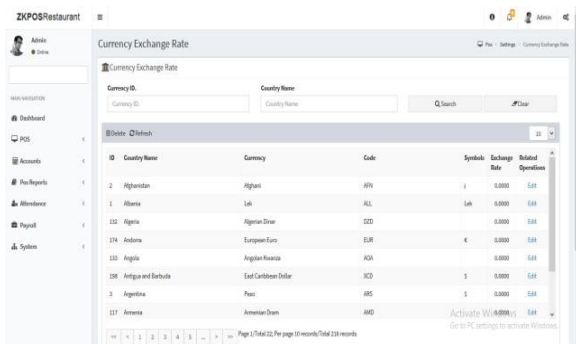 ZKPOSRestaurant
Admin
Admin
Online
Currency Exchange Rate
Pos Settings Currency Exchange Rate
Currency Exchange Rate
Currency ID. Country Name
Currency ID. Country Name Search Clear
MAIN NAVIGATION
Dashboard
POS
Accounts
Pos Reports
Attendance
Payroll
System
Delete Refresh
ID Country Name Currency Code Symbols Exchange Rate Related Operations
2 Afghanistan Afghani AFN 0.0000 Edit
1 Albania Lek ALL Lek 0.0000 Edit
132 Algeria Algerian Dinar DZD 0.0000 Edit
174 Andorra European Euro EUR € 0.0000 Edit
133 Angola Angolan Kwanza AOA 0.0000 Edit
198 Antigua and Barbuda East Caribbean Dollar XCD $ 0.0000 Edit
3 Argentina Peso ARS $ 0.0000 Edit
117 Armenia Armenian Dram AMD 0.0000 Edit
Activate Windows
Go to PC settings to activate Windows.
<< < 1 2 3 4 5 ... > >> Page 1/Total 22, Per page 10 records/Total 216 records